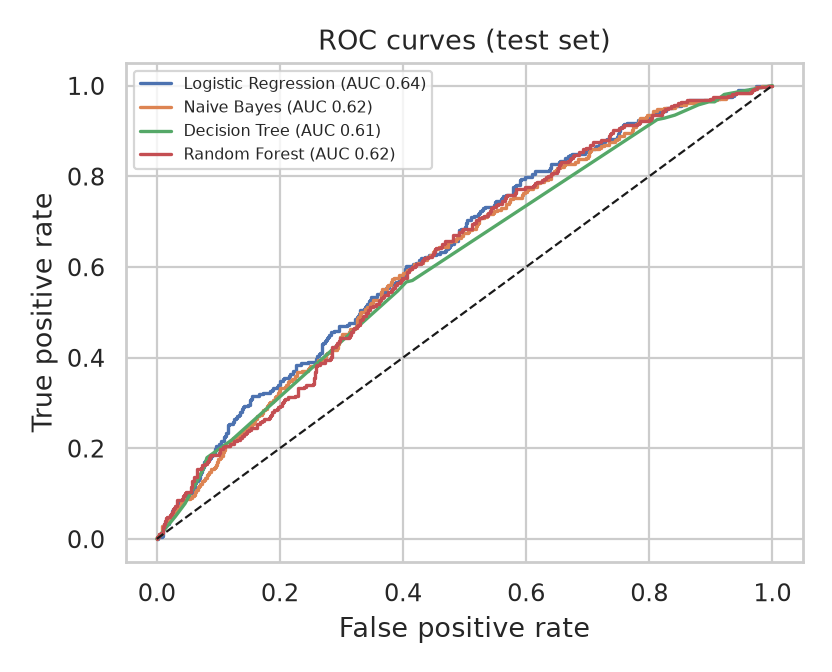 ROC curves (test set)
Logistic Regression (AUC 0.64)
Naive Bayes (AUC 0.62)
Decision Tree (AUC 0.61)
Random Forest (AUC 0.62)
True positive rate
1.0
0.8
0.6
0.4
0.2
0.0
0.0 0.2 0.4 0.6 0.8 1.0
False positive rate